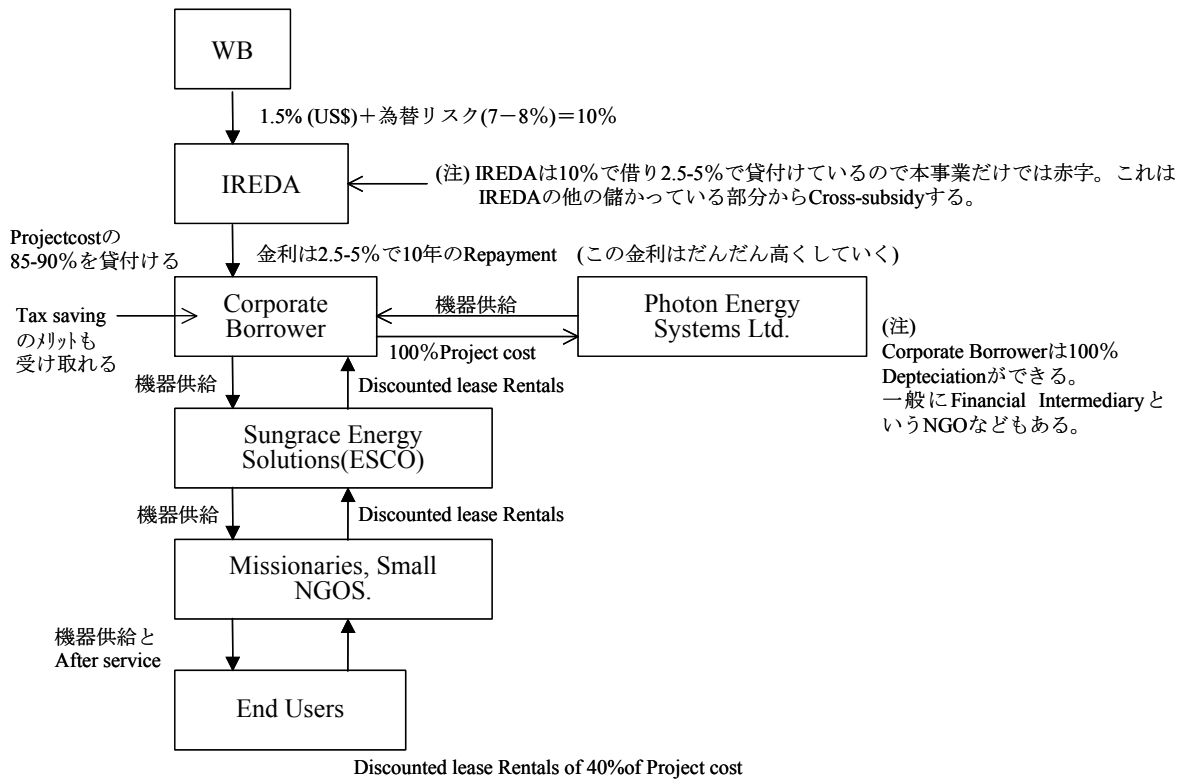 WB
1.5% (US$)＋為替リスク(7－8%)＝10%
IREDA
(注) IREDAは10%で借り2.5-5%で貸付けているので本事業だけでは赤字。これは
IREDAの他の儲かっている部分からCross-subsidyする。
Projectcostの
85-90%を貸付ける
金利は2.5-5%で10年のRepayment (この金利はだんだん高くしていく)
Corporate
Borrower
機器供給
100%Project cost
Photon Energy
Systems Ltd.
Tax saving
のﾒﾘｯﾄも
受け取れる
(注)
Corporate Borrowerは100%
Depteciationができる。
一般にFinancial Intermediaryと
いうNGOなどもある。
機器供給
Discounted lease Rentals
Sungrace Energy
Solutions(ESCO)
機器供給
Discounted lease Rentals
Missionaries, Small
NGOS.
機器供給と
After service
End Users
Discounted lease Rentals of 40%of Project cost